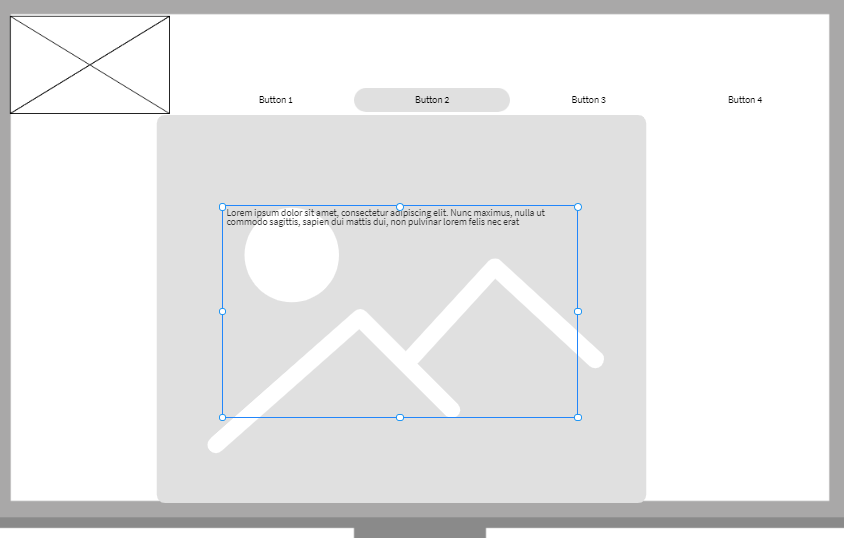 Button 1
Button 2
Button 3
Button 4
Lorem ipsum dolor sit amet, consectetur adipiscing elit. Nunc maximus, nulla ut
commodo sagittis, sapien dui mattis dui, non pulvinar lorem felis nec erat